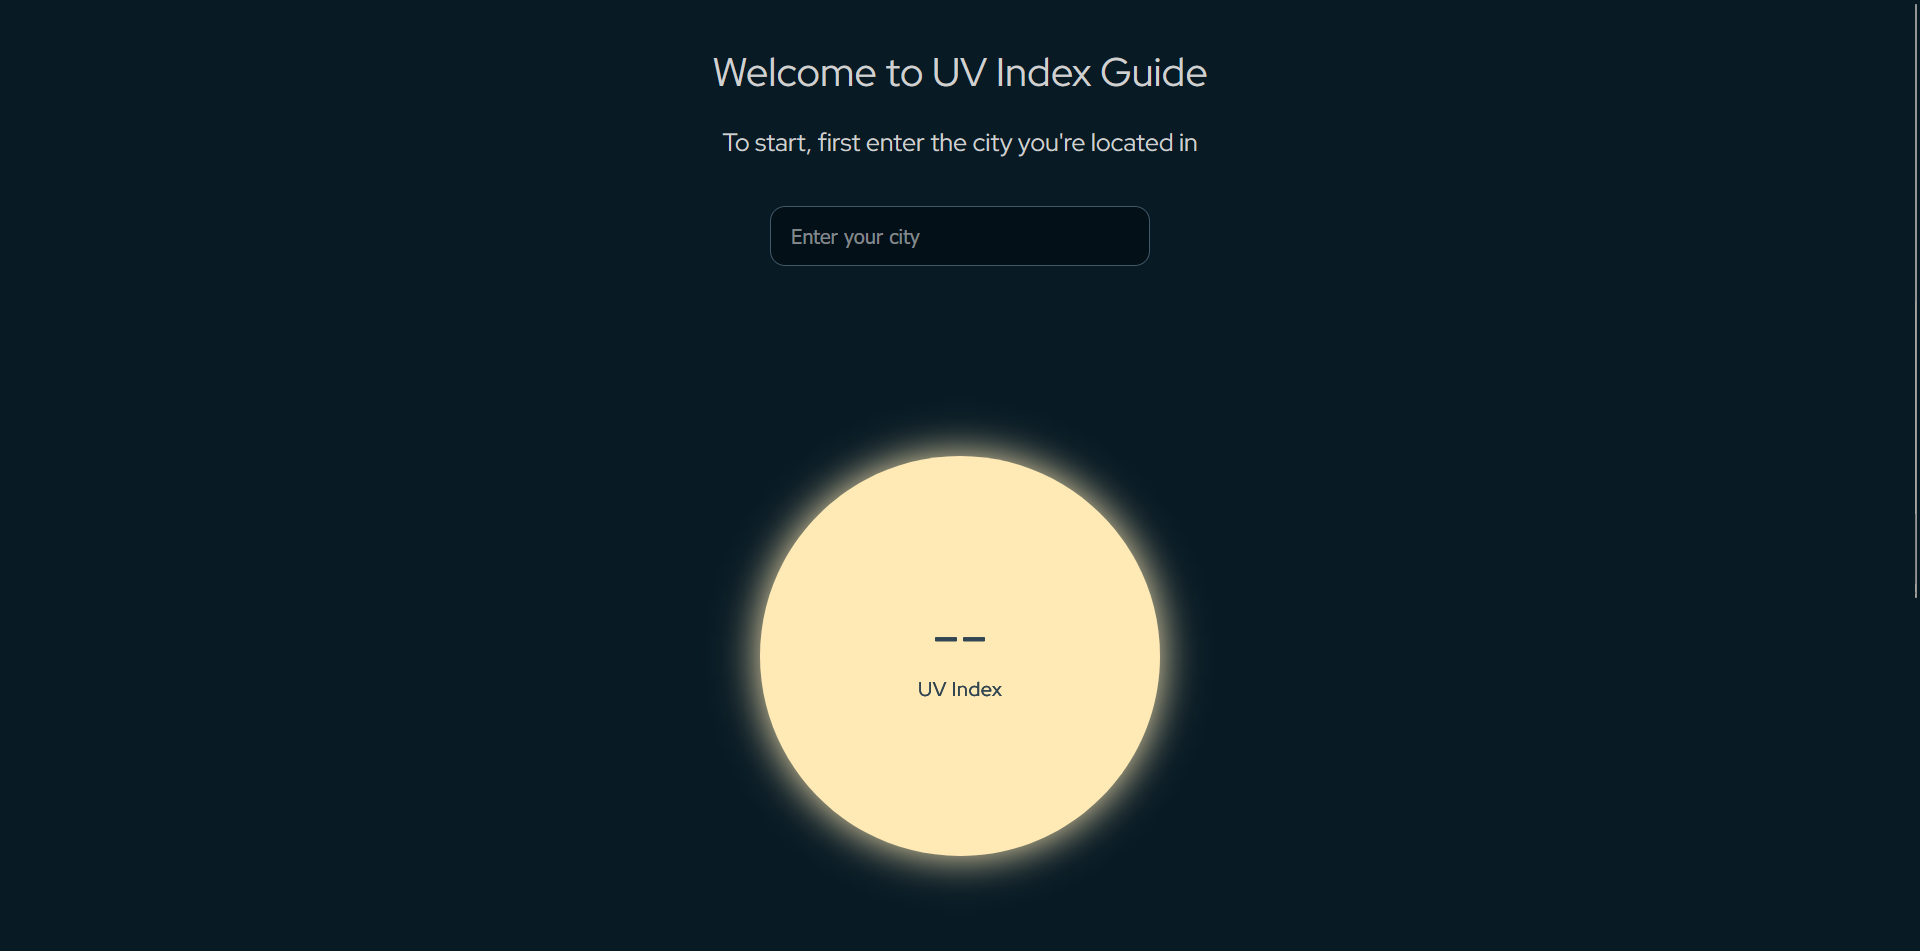 Welcome to UV Index Guide
To start, first enter the city you're located in
Enter your city
--
UV Index